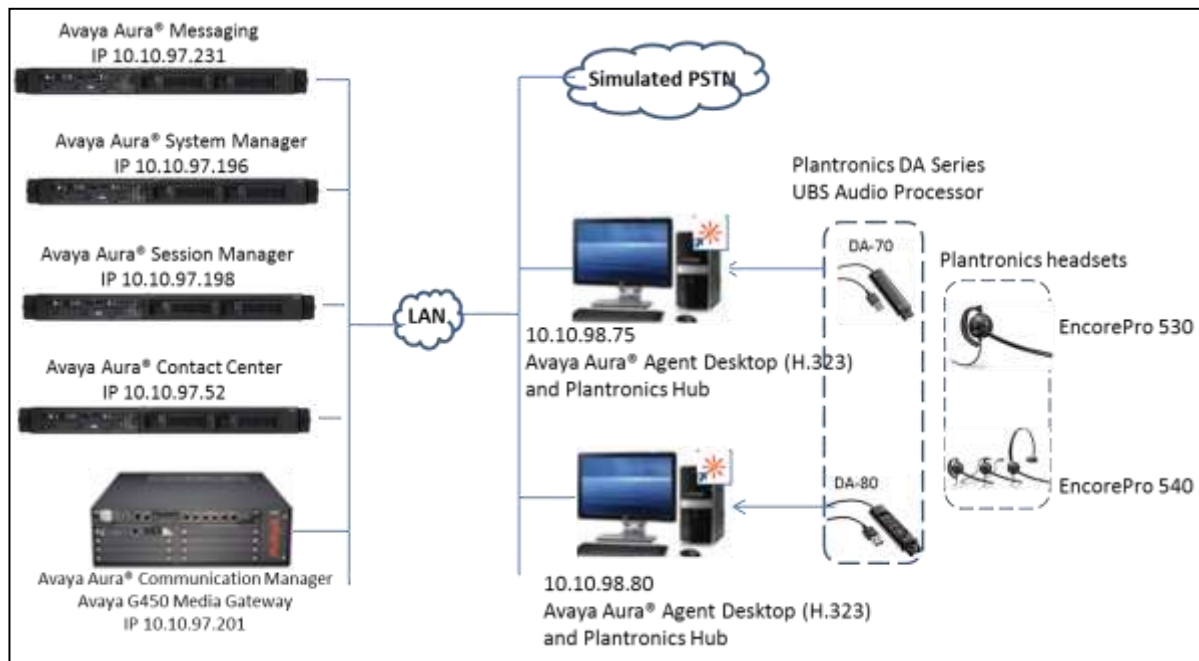 Avaya Aura® Messaging
IP 10.10.97.231
Avaya Aura® System Manager
IP 10.10.97.196
Avaya Aura® Session Manager
IP 10.10.97.198
Avaya Aura® Contact Center
IP 10.10.97.52
Avaya Aura® Communication Manager
Avaya G450 Media Gateway
IP 10.10.97.201
LAN
Simulated PSTN
10.10.98.75
Avaya Aura® Agent Desktop (H.323)
and Plantronics Hub
10.10.98.80
Avaya Aura® Agent Desktop (H.323)
and Plantronics Hub
Plantronics DA Series
UBS Audio Processor
DA-70
DA-80
Plantronics headsets
EncorePro 530
EncorePro 540